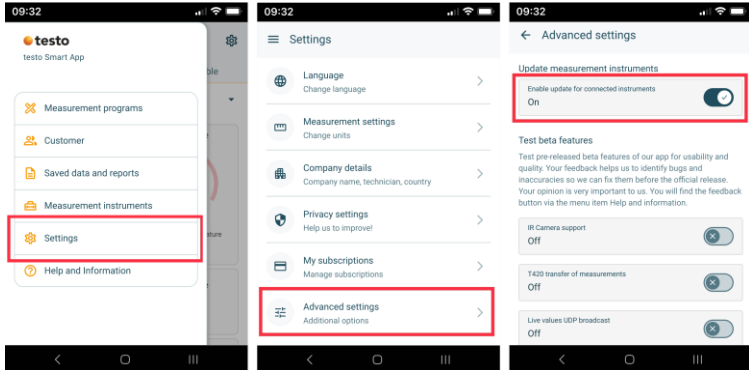 09:32
testo
testo Smart App
Measurement programs
Customer
Saved data and reports
Measurement instruments
Settings
Help and Information
ble
ature
09:32
Settings
Language
Change language
Measurement settings
Change units
Company details
Company name, technician, country
Privacy settings
Help us to improve!
My subscriptions
Manage subscriptions
Advanced settings
Additional options
09:32
Advanced settings
Update measurement instruments
Enable update for connected instruments
On
Test beta features
Test pre-released beta features of our app for usability and
quality. Your feedback helps us to identify bugs and
inaccuracies so we can fix them before the official release.
Your opinion is very important to us. You will find the feedback
button via the menu item Help and information.
IR Camera support
Off
T420 transfer of measurements
Off
Live values UDP broadcast
Off